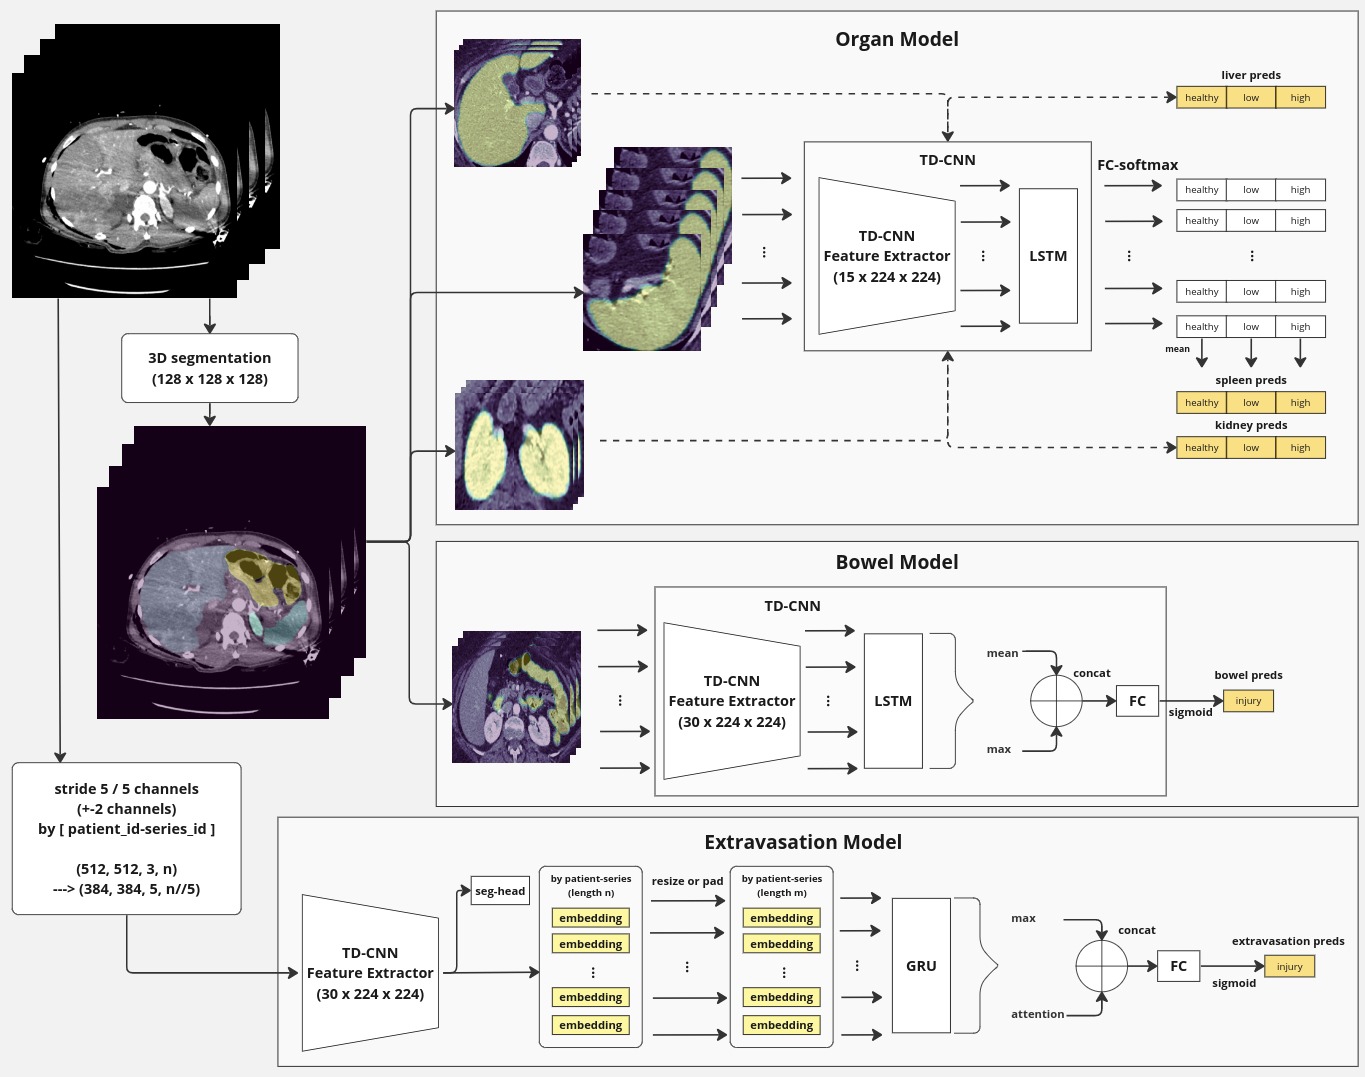 3D segmentation
(128 x 128 x 128)
stride 5 / 5 channels
(+-2 channels)
by [ patient_id-series_id ]
(512, 512, 3, n)
---> (384, 384, 5, n//5)
Organ Model
liver preds
healthy low high
TD-CNN
TD-CNN
Feature Extractor
(15 x 224 x 224)
⋮
⋮
LSTM
FC-softmax
healthy low high
healthy low high
⋮ ⋮
healthy low high
healthy low high
mean
spleen preds
healthy low high
kidney preds
healthy low high
Bowel Model
TD-CNN
TD-CNN
Feature Extractor
(30 x 224 x 224)
⋮
⋮
LSTM
mean
max
concat
FC
sigmoid
bowel preds
injury
Extravasation Model
TD-CNN
Feature Extractor
(30 x 224 x 224)
seg-head
by patient-series
(length n)
embedding
embedding
⋮
embedding
embedding
resize or pad
⋮
by patient-series
(length m)
embedding
embedding
⋮
embedding
embedding
⋮
GRU
max
attention
concat
FC
sigmoid
extravasation preds
injury